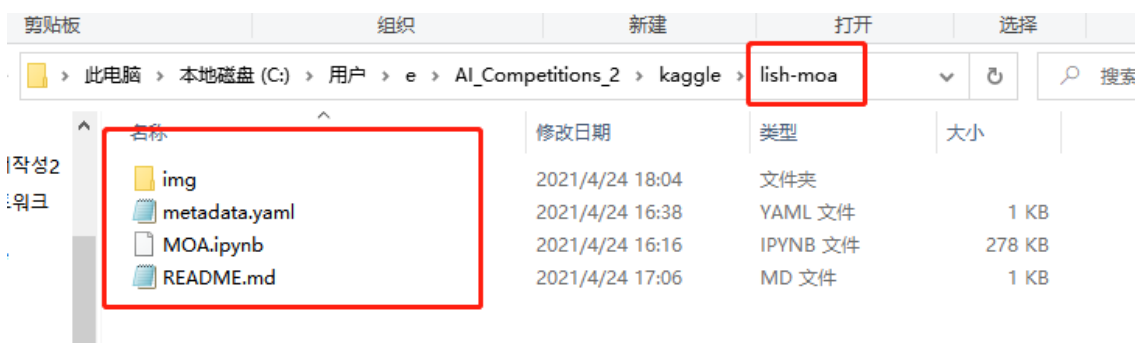 剪贴板 组织 新建 打开 选择
此电脑 › 本地磁盘 (C:) › 用户 › e › AI_Competitions_2 › kaggle › lish-moa 搜索
名称 修改日期 类型 大小
작성2
img 2021/4/24 18:04 文件夹
워크
metadata.yaml 2021/4/24 16:38 YAML 文件 1 KB
MOA.ipynb 2021/4/24 16:16 IPYNB 文件 278 KB
README.md 2021/4/24 17:06 MD 文件 1 KB